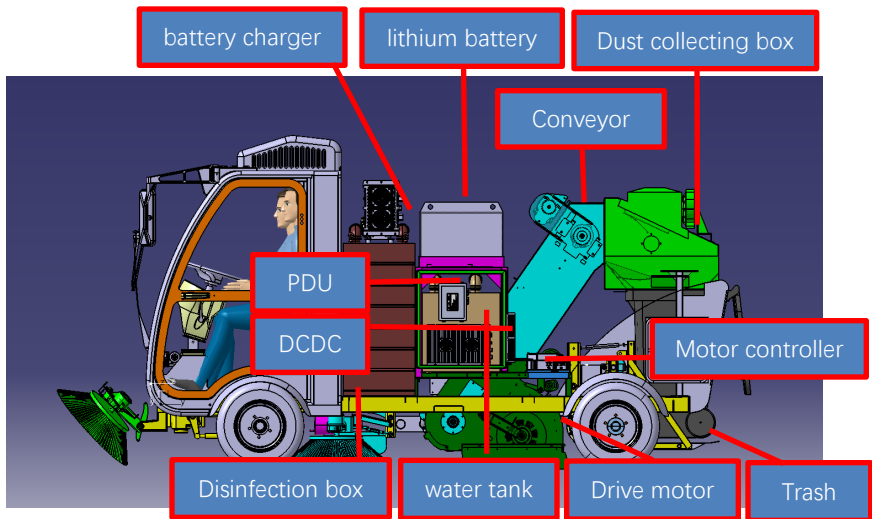 battery charger
lithium battery
Dust collecting box
Conveyor
PDU
DCDC
Motor controller
Disinfection box
water tank
Drive motor
Trash